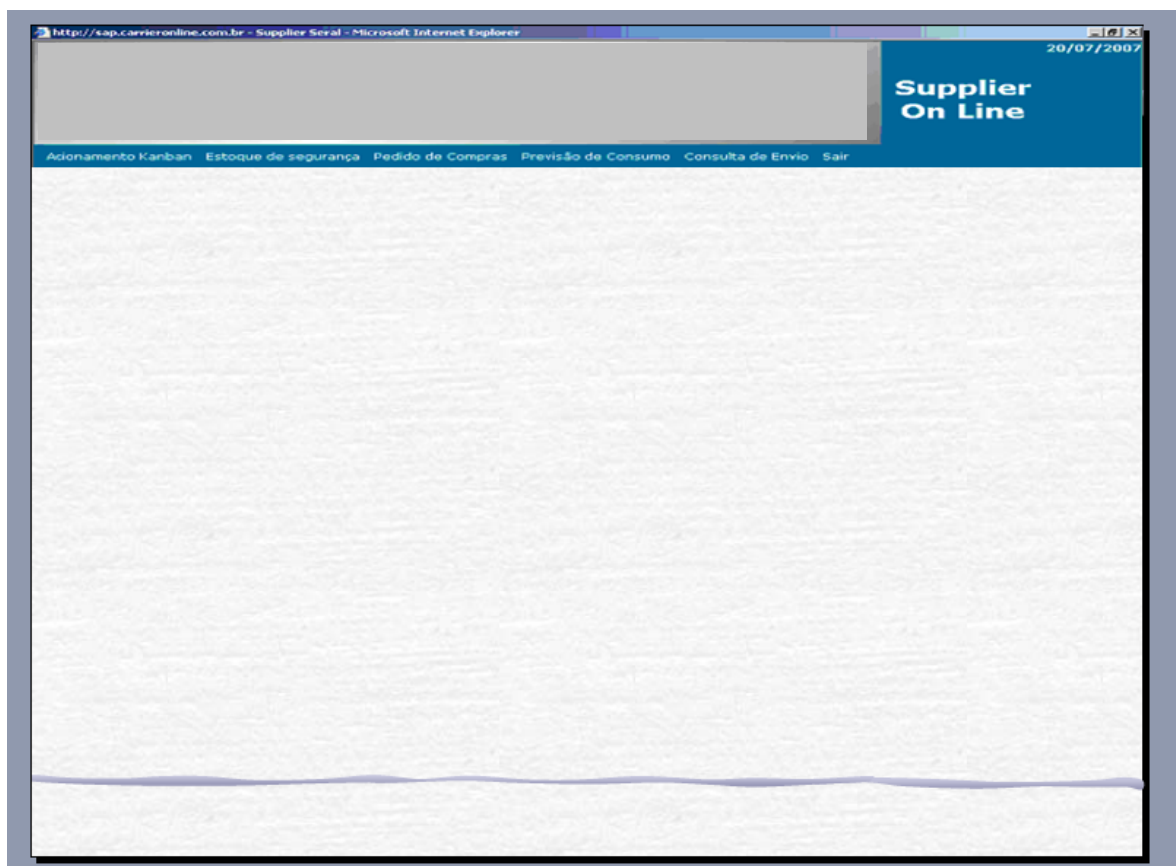 http://sap.carrieronline.com.br - Supplier Seral - Microsoft Internet Explorer
20/07/2007
Supplier
On Line
Acionamento Kanban Estoque de segurança Pedido de Compras Previsão de Consumo Consulta de Envio Sair